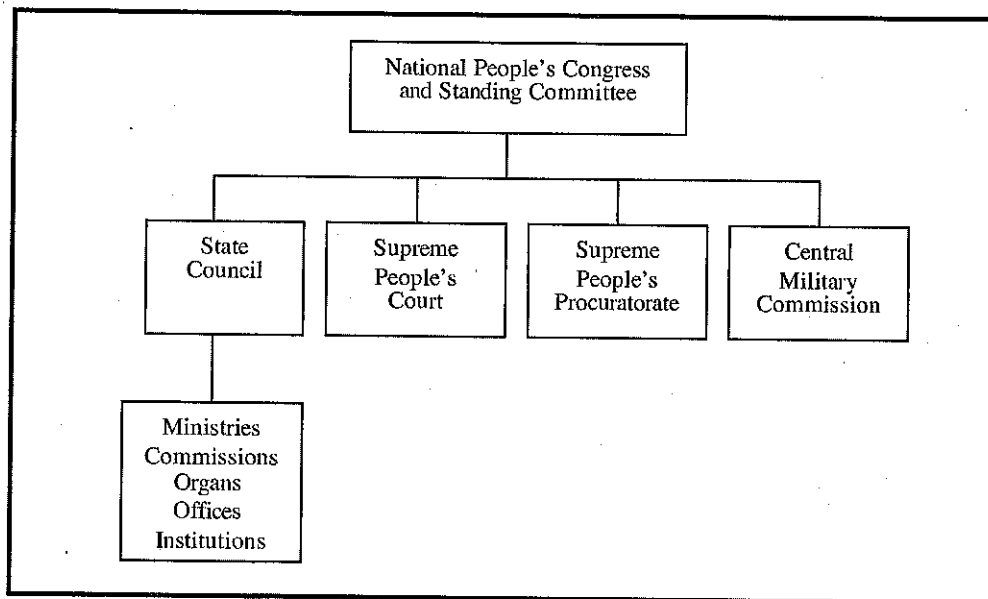 National People's Congress
and Standing Committee
State
Council
Supreme
People's
Court
Supreme
People's
Procuratorate
Central
Military
Commission
Ministries
Commissions
Organs
Offices
Institutions